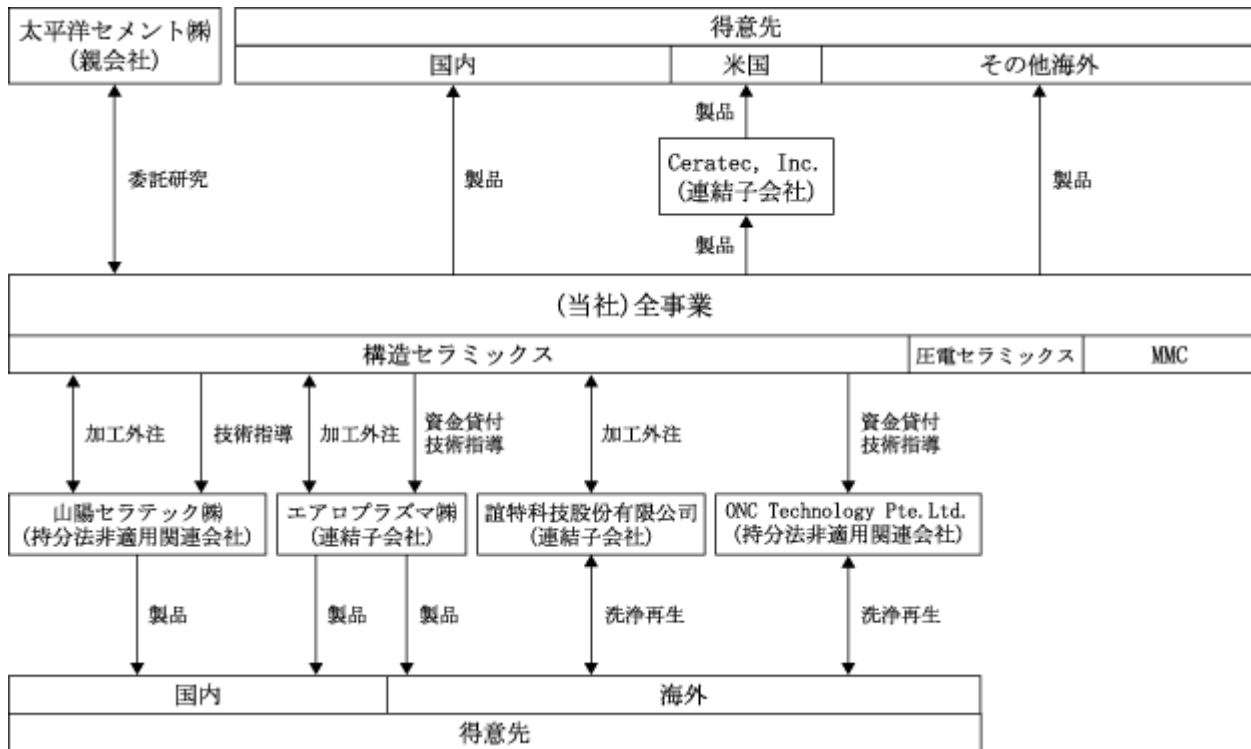 太平洋セメント㈱
(親会社)
得意先
国内
米国
その他海外
製品
Ceratec, Inc.
(連結子会社)
委託研究
製品
製品
製品
(当社)全事業
構造セラミックス
圧電セラミックス
MMC
加工外注
技術指導
加工外注
資金貸付
技術指導
加工外注
資金貸付
技術指導
山陽セラテック㈱
(持分法非適用関連会社)
エアロプラズマ㈱
(連結子会社)
誼特科技股份有限公司
(連結子会社)
ONC Technology Pte.Ltd.
(持分法非適用関連会社)
製品
製品
製品
洗浄再生
洗浄再生
国内
海外
得意先